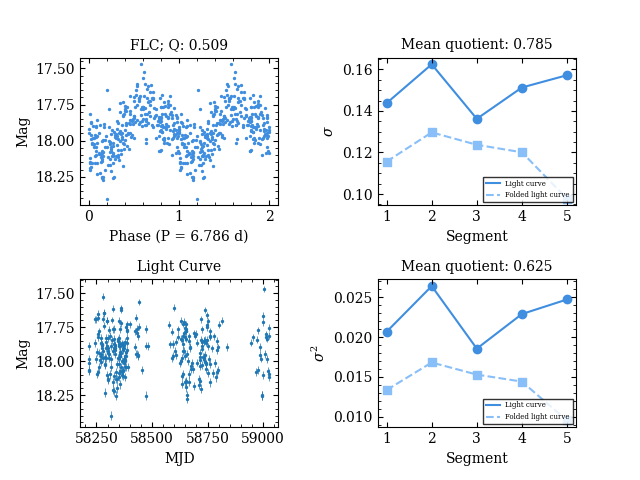 FLC; Q: 0.509
17.50
17.75
18.00
18.25
Mag
0
1
2
Phase (P = 6.786 d)
Mean quotient: 0.785
0.16
0.14
0.12
0.10
σ
Light curve
Folded light curve
1
2
3
4
5
Segment
Light Curve
17.50
17.75
18.00
18.25
Mag
58250
58500
58750
59000
MJD
Mean quotient: 0.625
0.025
0.020
0.015
0.010
σ²
Light curve
Folded light curve
1
2
3
4
5
Segment